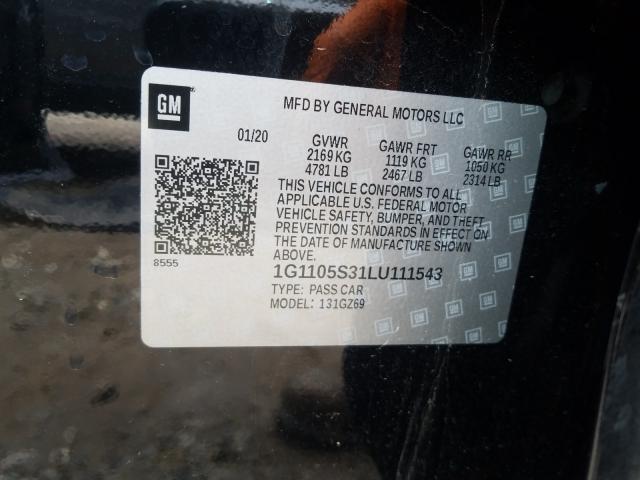 GM
MFD BY GENERAL MOTORS LLC
01/20 GVWR GAWR FRT GAWR RR
2169 KG 1119 KG 1050 KG
4781 LB 2467 LB 2314 LB
THIS VEHICLE CONFORMS TO ALL
APPLICABLE U.S. FEDERAL MOTOR
VEHICLE SAFETY, BUMPER, AND THEFT
PREVENTION STANDARDS IN EFFECT ON
THE DATE OF MANUFACTURE SHOWN
ABOVE.
8555
1G1105S31LU111543
TYPE: PASS CAR
MODEL: 131GZ69